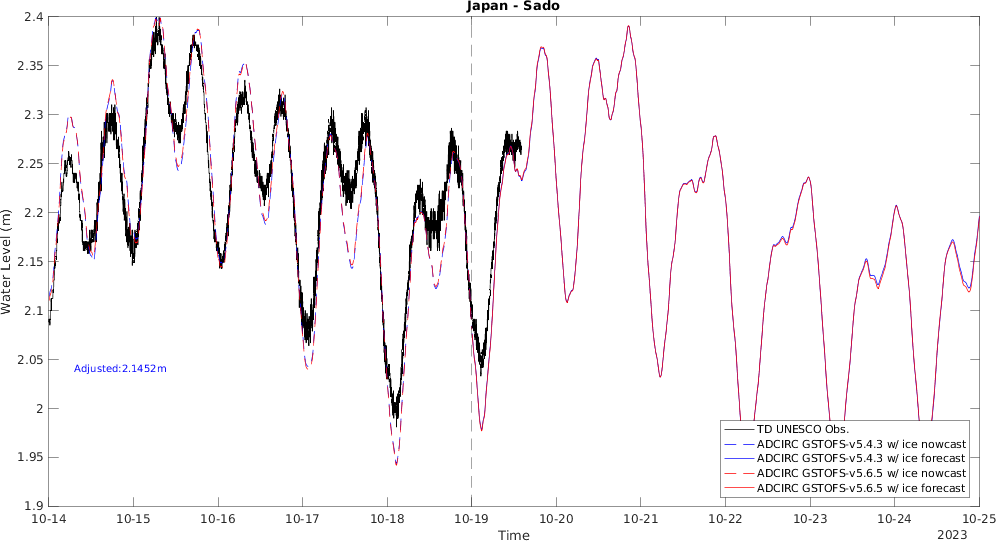 Japan - Sado
2.4
2.35
2.3
2.25
2.2
2.15
2.1
2.05
2
1.95
1.9
Water Level (m)
Adjusted:2.1452m
TD UNESCO Obs.
ADCIRC GSTOFS-v5.4.3 w/ ice nowcast
ADCIRC GSTOFS-v5.4.3 w/ ice forecast
ADCIRC GSTOFS-v5.6.5 w/ ice nowcast
ADCIRC GSTOFS-v5.6.5 w/ ice forecast
10-14 10-15 10-16 10-17 10-18 10-19 10-20 10-21 10-22 10-23 10-24 10-25
Time
2023